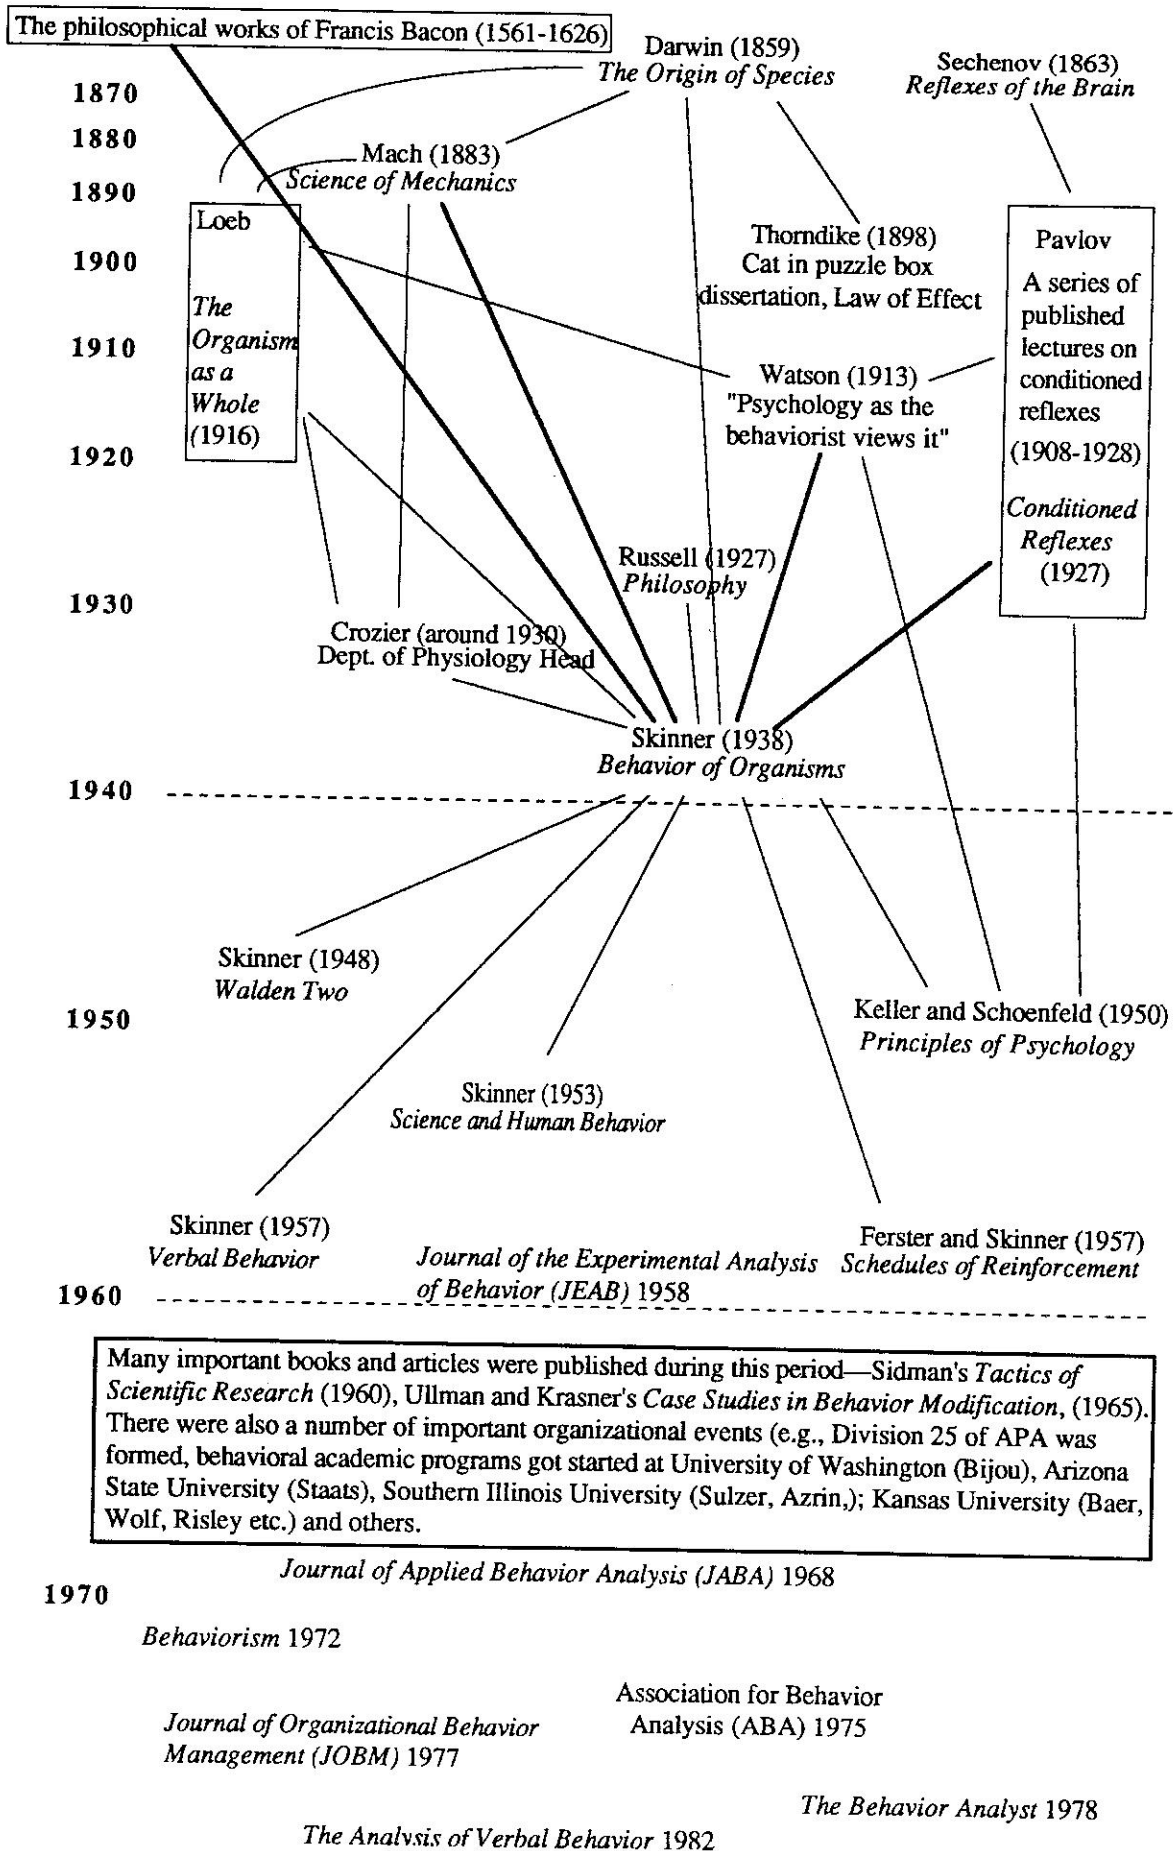 The philosophical works of Francis Bacon (1561-1626)
Darwin (1859)
The Origin of Species
Sechenov (1863)
Reflexes of the Brain
1870
1880
Mach (1883)
Science of Mechanics
1890
Loeb
The
Organism
as a
Whole
(1916)
Thorndike (1898)
Cat in puzzle box
dissertation, Law of Effect
Pavlov
A series of
published
lectures on
conditioned
reflexes
(1908-1928)
Conditioned
Reflexes
(1927)
1900
1910
Watson (1913)
"Psychology as the
behaviorist views it"
1920
Russell (1927)
Philosophy
1930
Crozier (around 1930)
Dept. of Physiology Head
Skinner (1938)
Behavior of Organisms
1940
Skinner (1948)
Walden Two
1950
Keller and Schoenfeld (1950)
Principles of Psychology
Skinner (1953)
Science and Human Behavior
Skinner (1957)
Verbal Behavior
Journal of the Experimental Analysis
of Behavior (JEAB) 1958
Ferster and Skinner (1957)
Schedules of Reinforcement
1960
Many important books and articles were published during this period—Sidman's Tactics of
Scientific Research (1960), Ullman and Krasner's Case Studies in Behavior Modification, (1965).
There were also a number of important organizational events (e.g., Division 25 of APA was
formed, behavioral academic programs got started at University of Washington (Bijou), Arizona
State University (Staats), Southern Illinois University (Sulzer, Azrin,); Kansas University (Baer,
Wolf, Risley etc.) and others.
Journal of Applied Behavior Analysis (JABA) 1968
1970
Behaviorism 1972
Association for Behavior
Analysis (ABA) 1975
Journal of Organizational Behavior
Management (JOBM) 1977
The Behavior Analyst 1978
The Analysis of Verbal Behavior 1982